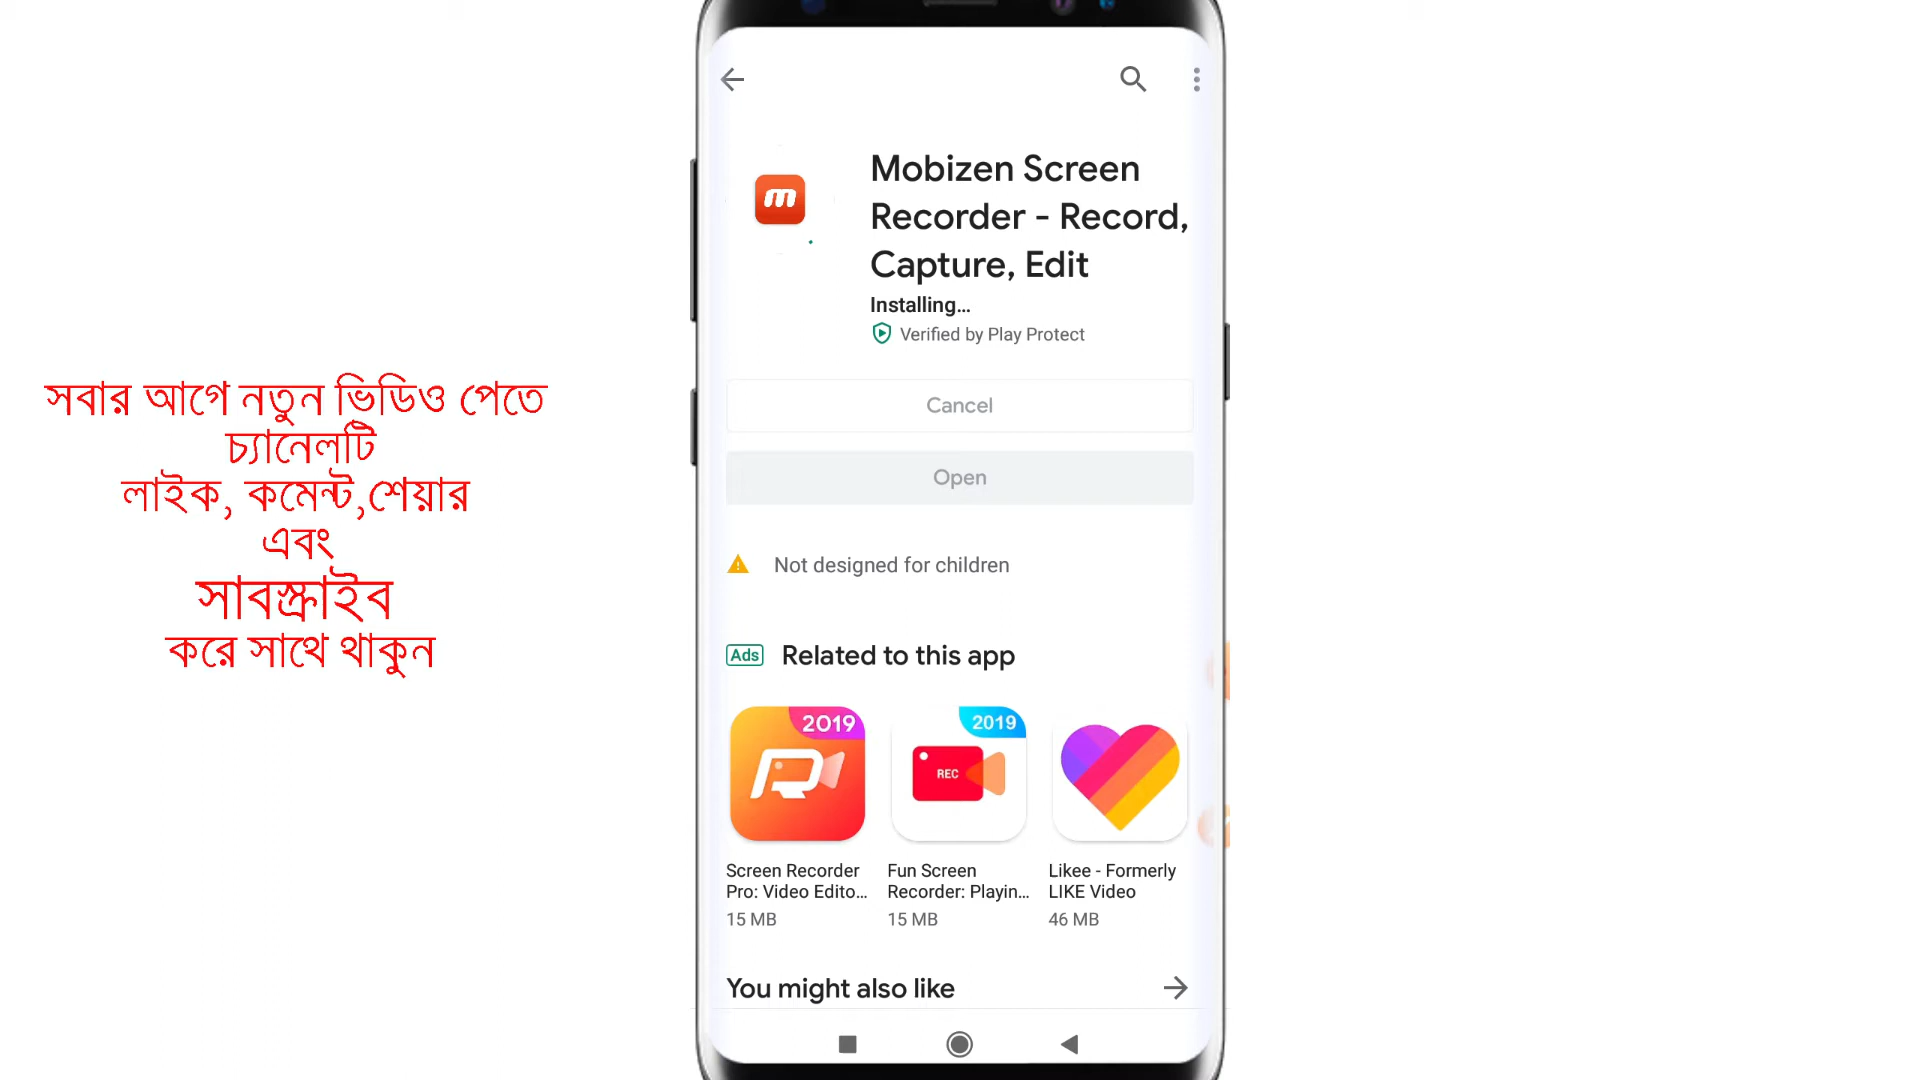 সবার আগে নতুন ভিডিও পেতে
চ্যানেলটি
লাইক, কমেন্ট,শেয়ার
এবং
সাবস্ক্রাইব
করে সাথে থাকুন
m
Mobizen Screen
Recorder - Record,
Capture, Edit
Installing...
Verified by Play Protect
Cancel
Open
Not designed for children
Ads Related to this app
2019
2019
REC
Screen Recorder
Pro: Video Edito...
15 MB
Fun Screen
Recorder: Playin...
15 MB
Likee - Formerly
LIKE Video
46 MB
You might also like